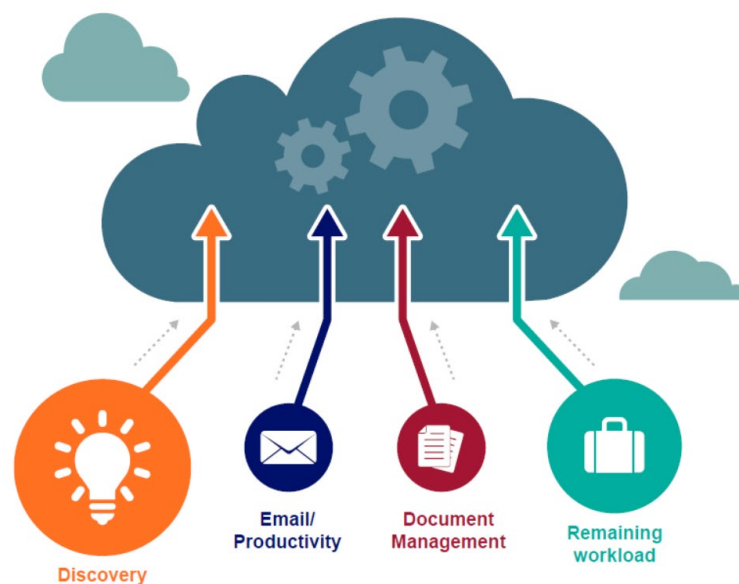 Discovery
Email/
Productivity
Document
Management
Remaining
workload